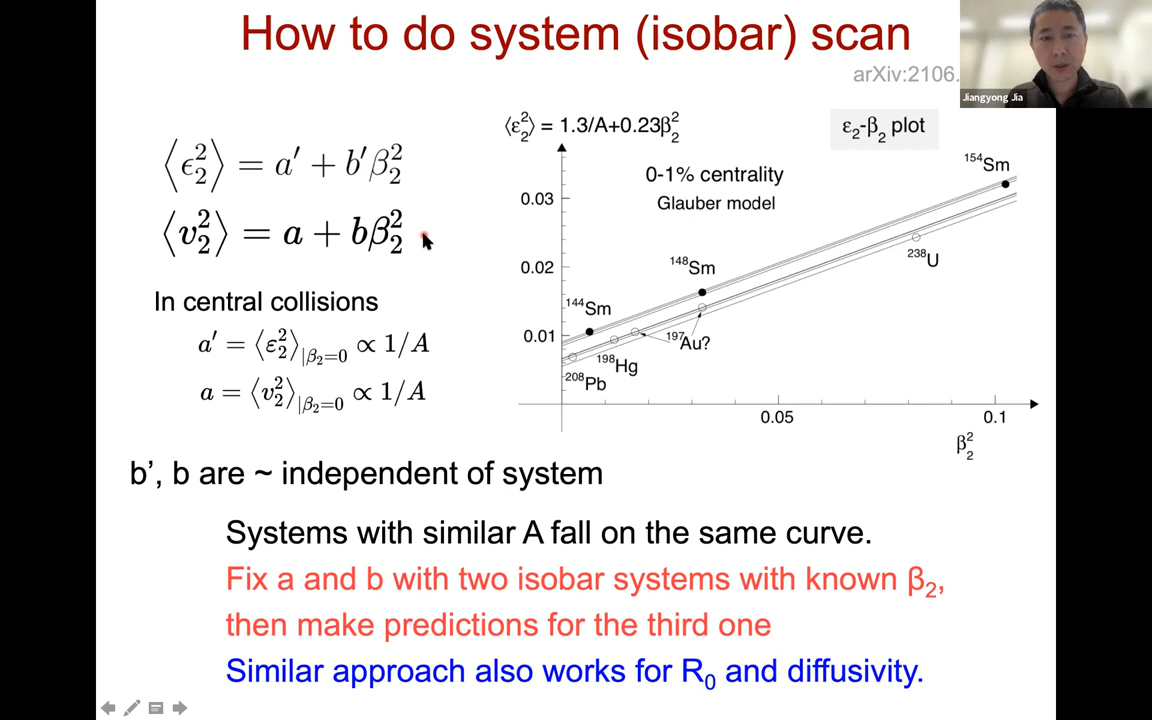 How to do system (isobar) scan
arXiv:2106.
Jiangyong Jia
⟨ε₂²⟩ = 1.3/A+0.23β₂²
ε₂-β₂ plot
⟨ϵ₂²⟩ = a′ + b′β₂²
⟨v₂²⟩ = a + bβ₂²
0-1% centrality
Glauber model
¹⁵⁴Sm
0.03
²³⁸U
0.02
¹⁴⁸Sm
¹⁴⁴Sm
0.01
¹⁹⁷Au?
¹⁹⁸Hg
²⁰⁸Pb
0.05
0.1
β₂²
In central collisions
a′ = ⟨ε₂²⟩|β₂=0 ∝ 1/A
a = ⟨v₂²⟩|β₂=0 ∝ 1/A
b’, b are ~ independent of system
Systems with similar A fall on the same curve.
Fix a and b with two isobar systems with known β₂,
then make predictions for the third one
Similar approach also works for R₀ and diffusivity.